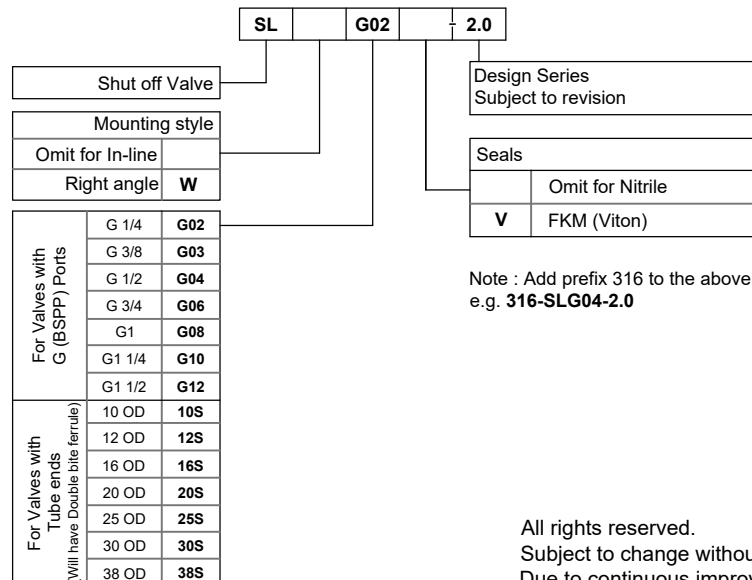 SL G02 - 2.0
Shut off Valve
Mounting style
Omit for In-line
Right angle W
For Valves with
G (BSPP) Ports
G 1/4 G02
G 3/8 G03
G 1/2 G04
G 3/4 G06
G1 G08
G1 1/4 G10
G1 1/2 G12
For Valves with
Tube ends
(Will have Double bite ferrule)
10 OD 10S
12 OD 12S
16 OD 16S
20 OD 20S
25 OD 25S
30 OD 30S
38 OD 38S
Design Series
Subject to revision
Seals
Omit for Nitrile
V FKM (Viton)
Note : Add prefix 316 to the above
e.g. 316-SLG04-2.0
All rights reserved.
Subject to change
Due to continuous